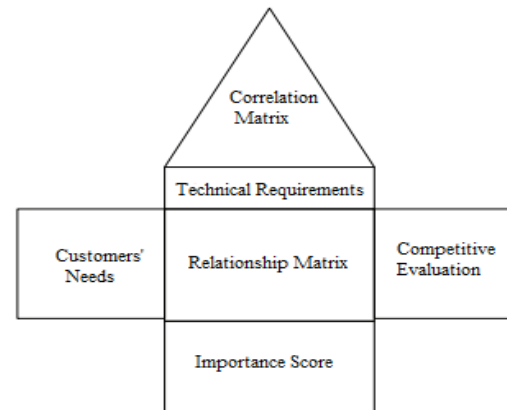 Correlation
Matrix
Technical Requirements
Customers'
Needs
Relationship Matrix
Competitive
Evaluation
Importance Score